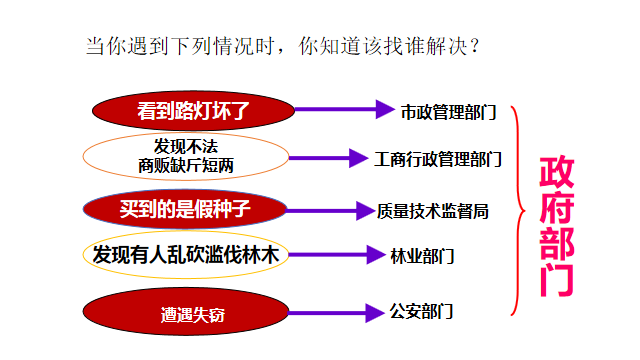 当你遇到下列情况时，你知道该找谁解决？
看到路灯坏了
市政管理部门
发现不法
商贩缺斤短两
工商行政管理部门
买到的是假种子
质量技术监督局
发现有人乱砍滥伐林木
林业部门
遭遇失窃
公安部门
政府部门